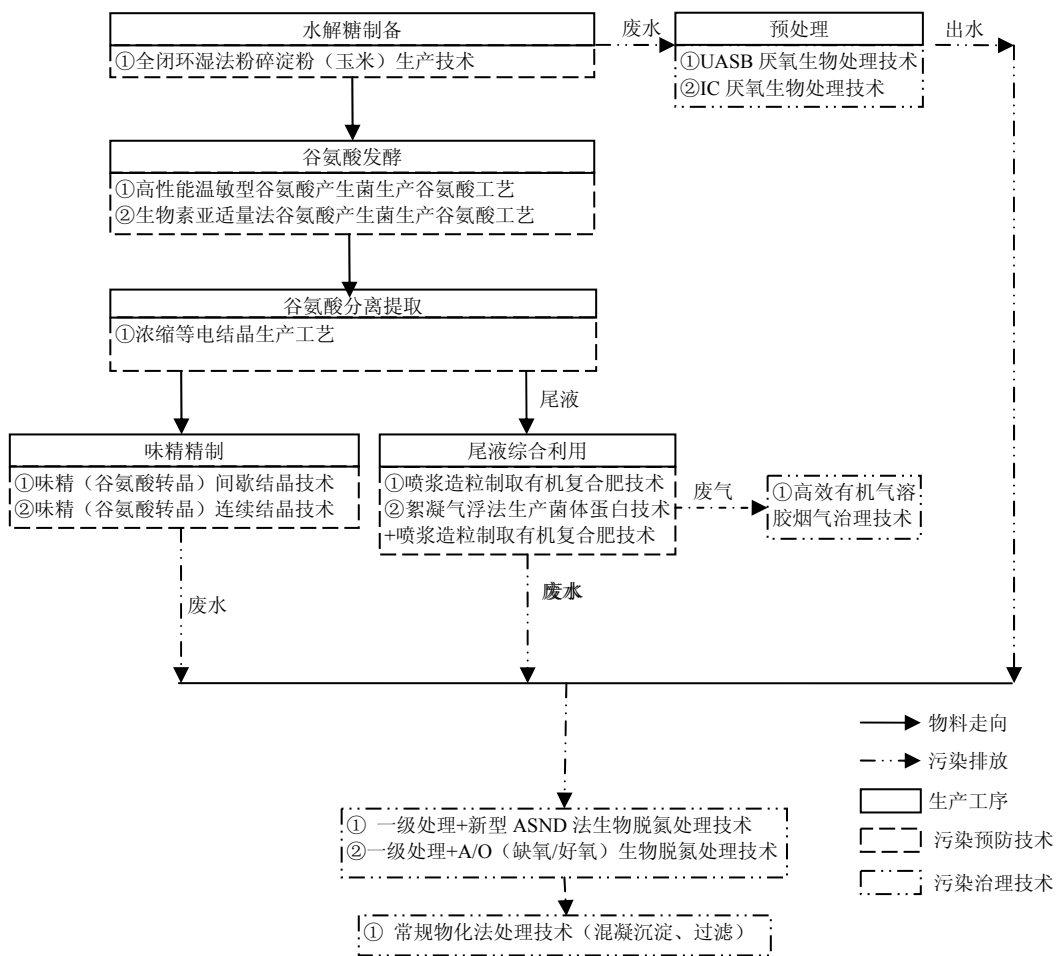 水解糖制备
①全闭环湿法粉碎淀粉（玉米）生产技术
废水
预处理
①UASB 厌氧生物处理技术
②IC 厌氧生物处理技术
出水
谷氨酸发酵
①高性能温敏型谷氨酸产生菌生产谷氨酸工艺
②生物素亚适量法谷氨酸产生菌生产谷氨酸工艺
谷氨酸分离提取
①浓缩等电结晶生产工艺
尾液
味精精制
①味精（谷氨酸转晶）间歇结晶技术
②味精（谷氨酸转晶）连续结晶技术
尾液综合利用
①喷浆造粒制取有机复合肥技术
②絮凝气浮法生产菌体蛋白技术
+喷浆造粒制取有机复合肥技术
废气
①高效有机气溶
胶烟气治理技术
废水
废水
物料走向
污染排放
生产工序
污染预防技术
污染治理技术
① 一级处理+新型 ASND 法生物脱氮处理技术
②一级处理+A/O（缺氧/好氧）生物脱氮处理技术
① 常规物化法处理技术（混凝沉淀、过滤）